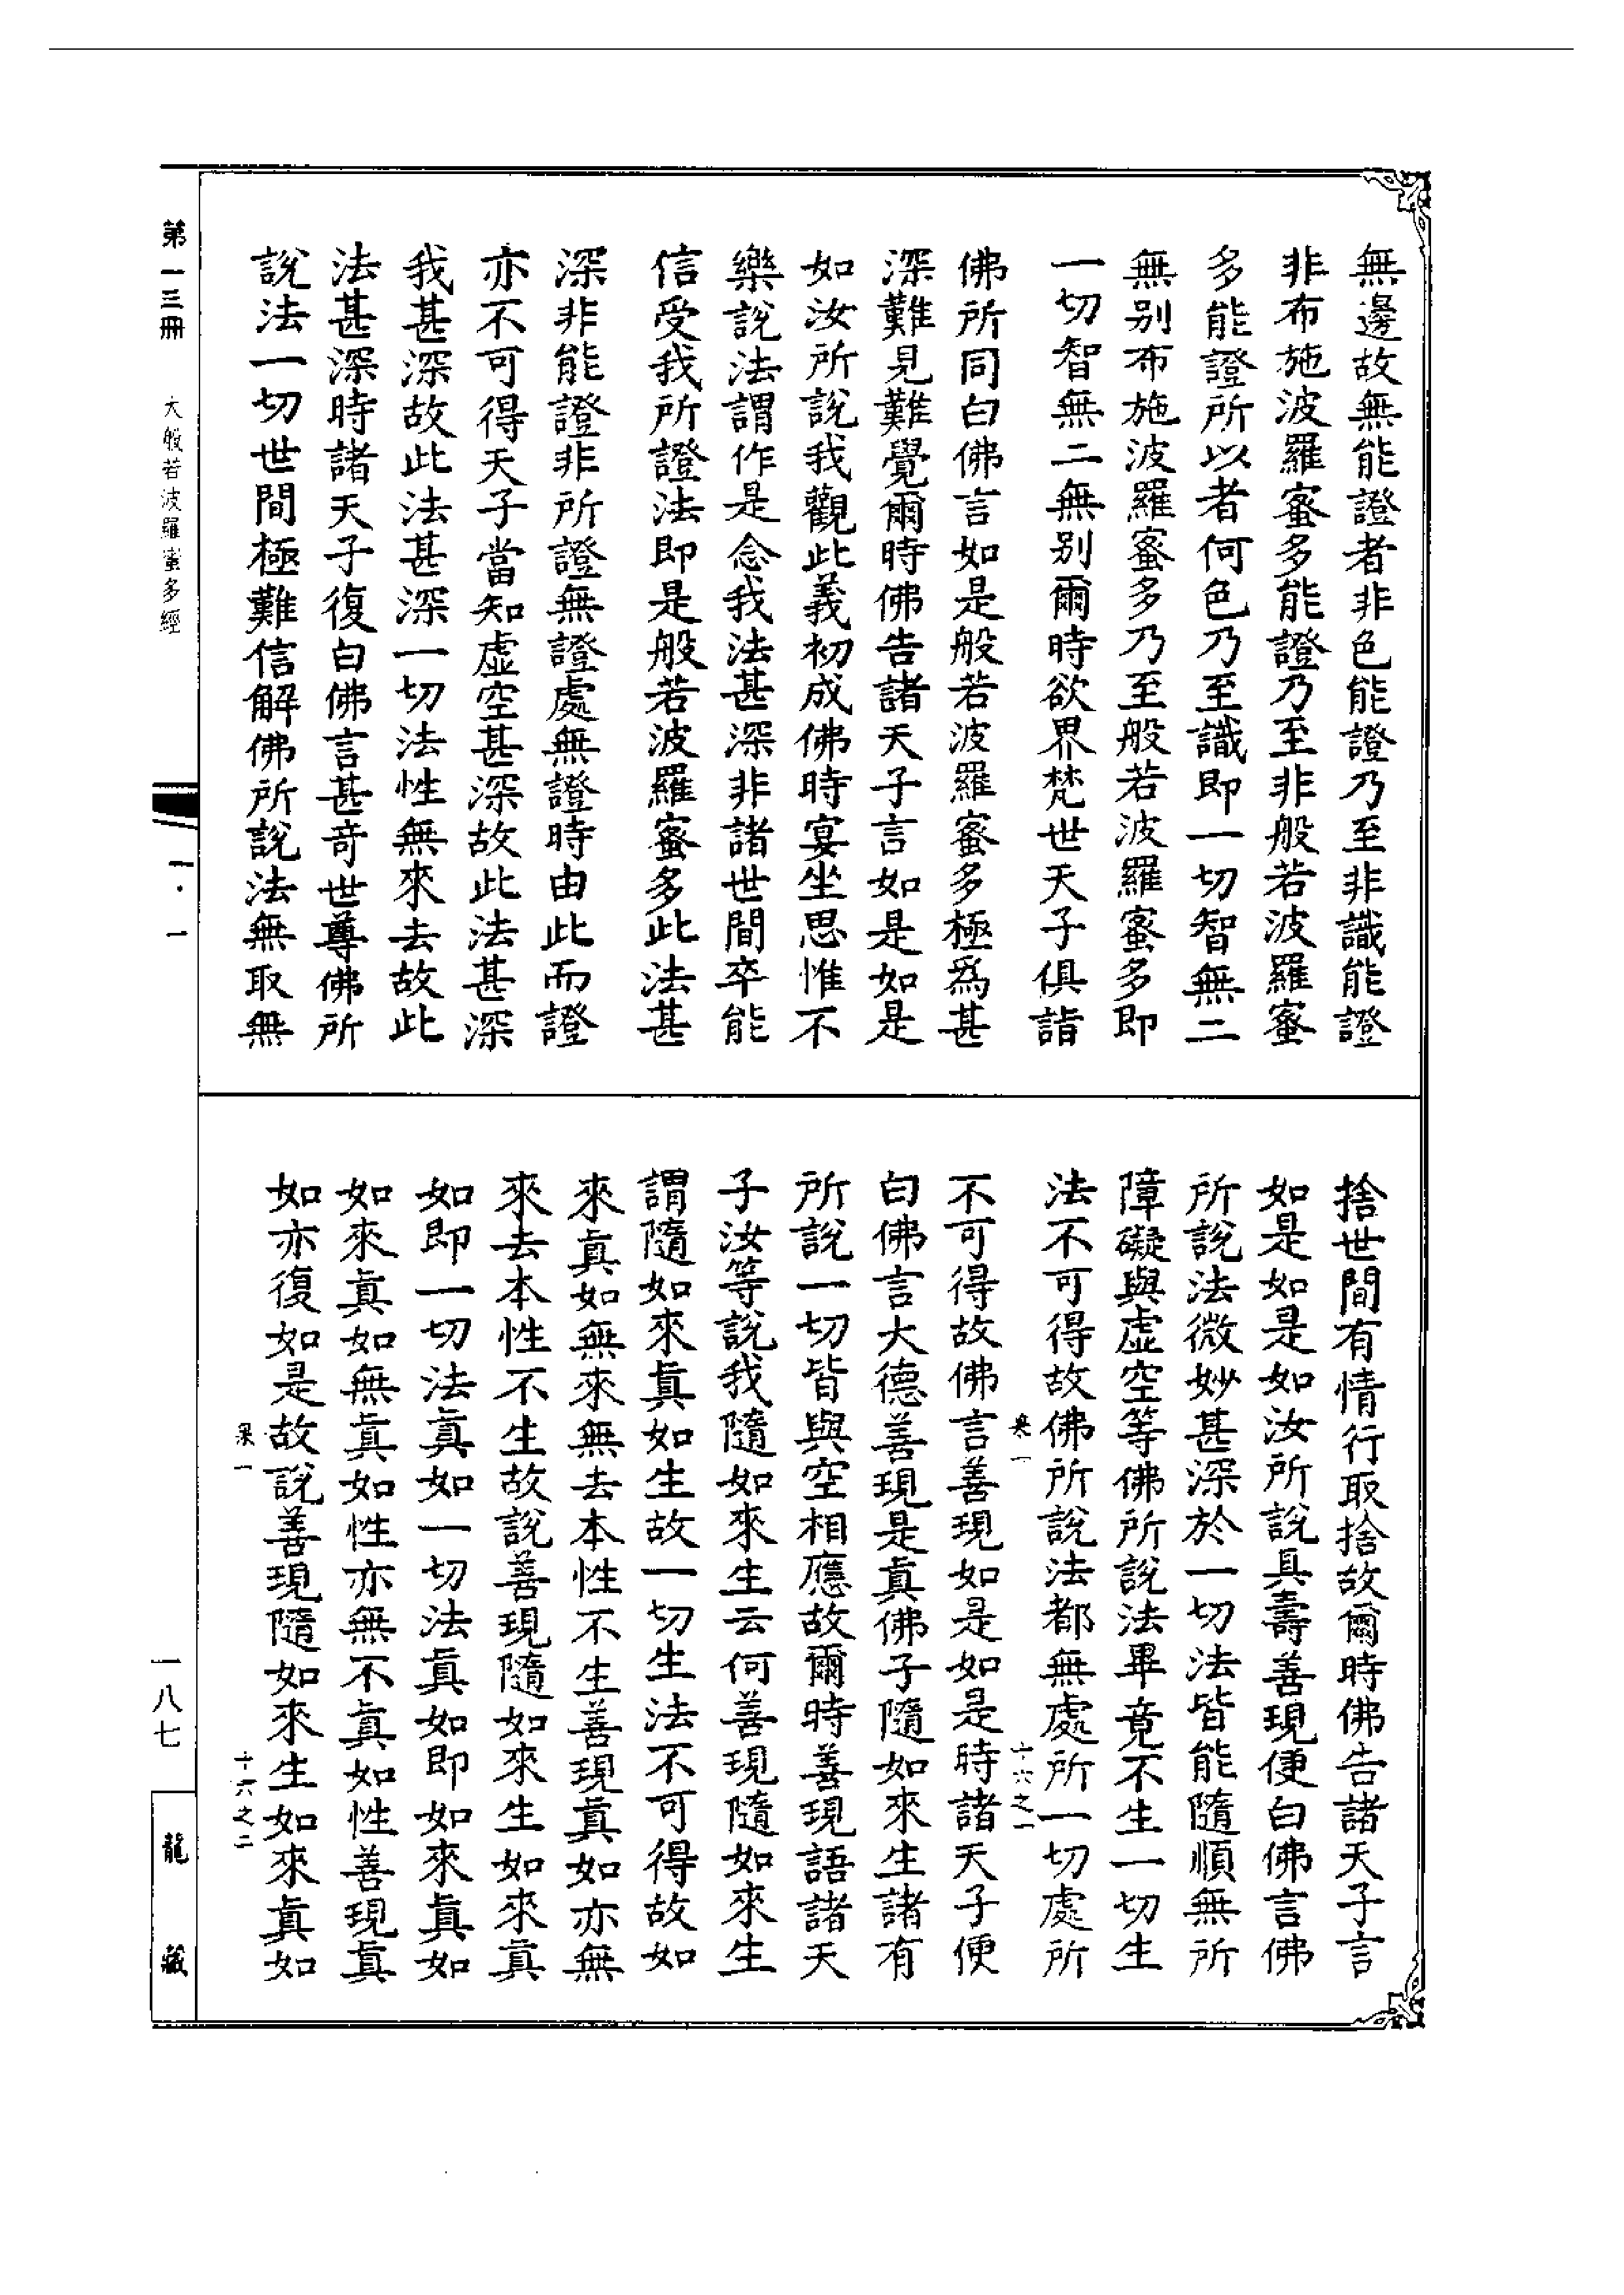 無邊故無能證者非色能證乃至非識能證
非布施波羅蜜多能證乃至非般若波羅蜜
多能證所以者何色乃至識即一切智無二
無別布施波羅蜜多乃至般若波羅蜜多即
一切智無二無別爾時欲界梵世天子俱詣
佛所同白佛言如是般若波羅蜜多極爲甚
深難見難覺爾時佛告諸天子言如是如是
如汝所說我觀此義初成佛時宴坐思惟不
樂說法謂作是念我法甚深非諸世間卒能
信受我所證法即是般若波羅蜜多此法甚
深非能證非所證無證處無證時由此而證
亦不可得天子當知虛空甚深故此法甚深
我甚深故此法甚深一切法性無來去故此
法甚深時諸天子復白佛言甚奇世尊佛所
說法一切世間極難信解佛所說法無取無
捨世間有情行取捨故爾時佛告諸天子言
如是如是如汝所說具壽善現便白佛言佛
所說法微妙甚深於一切法皆能隨順無所
障礙與虛空等佛所說法畢竟不生一切生
法不可得故佛所說法都無處所一切處所
柰一 十六之一
不可得故佛言善現如是如是時諸天子便
白佛言大德善現是眞佛子隨如來生諸有
所說一切皆與空相應故爾時善現語諸天
子汝等說我隨如來生云何善現隨如來生
謂隨如來眞如生故一切生法不可得故如
來眞如無來無去本性不生善現眞如亦無
來去本性不生故說善現隨如來生如來眞
如即一切法眞如一切法眞如即如來眞如
如來眞如無眞如性亦無不眞如性善現眞
如亦復如是故說善現隨如來生如來眞如
柰一 十六之二
第一三冊 大般若波羅蜜多經
一·一
一八七
龍藏